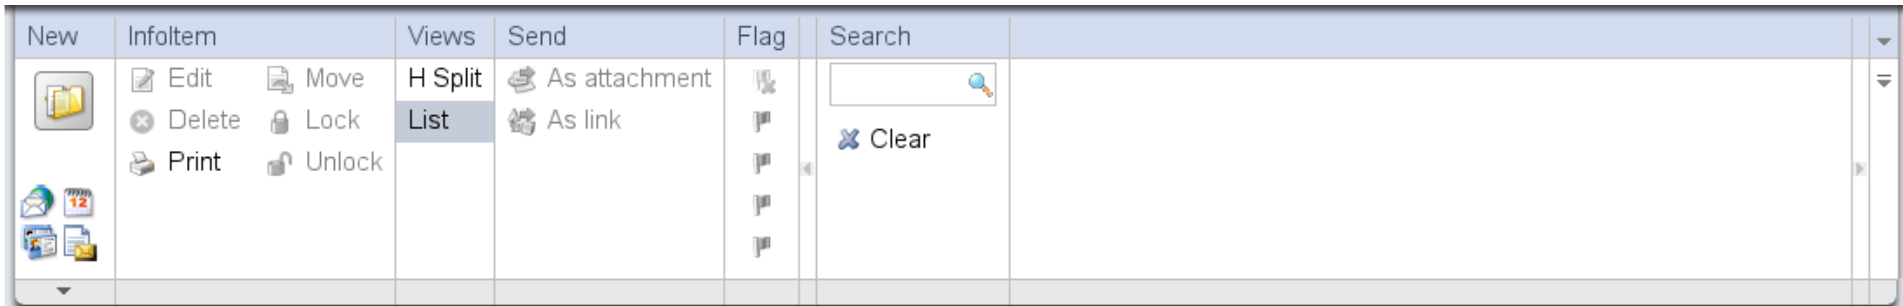 New InfoItem Views Send Flag Search
Edit Move H Split As attachment
Delete Lock List As link
Clear
Print Unlock
12